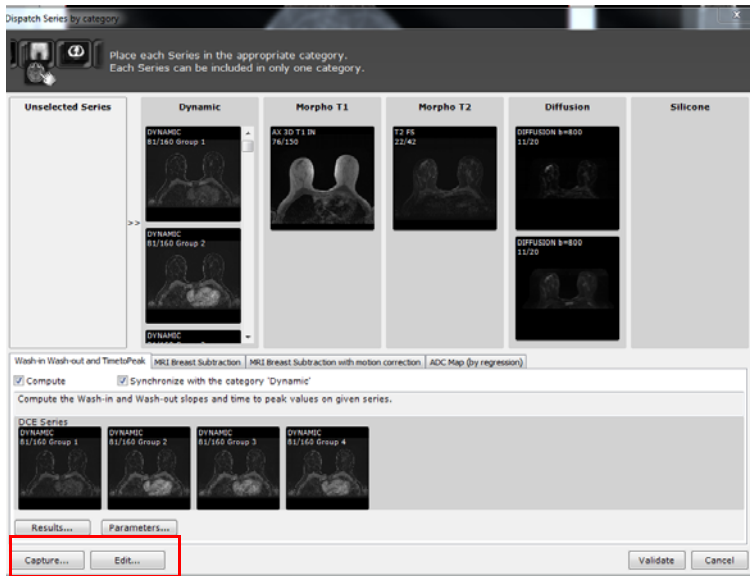 Dispatch Series by category
x
Place each Series in the appropriate category.
Each Series can be included in only one category.
Unselected Series
Dynamic
Morpho T1
Morpho T2
Diffusion
Silicone
>>
DYNAMIC
81/160 Group 1
DYNAMIC
81/160 Group 2
DYNAMIC
AX 3D T1 IN
76/150
T2 FS
22/42
DIFFUSION b=800
11/20
DIFFUSION b=800
11/20
Wash-in Wash-out and TimetoPeak
MRI Breast Subtraction
MRI Breast Subtraction with motion correction
ADC Map (by regression)
Compute
Synchronize with the category 'Dynamic'
Compute the Wash-in and Wash-out slopes and time to peak values on given series.
DCE Series
DYNAMIC
81/160 Group 1
DYNAMIC
81/160 Group 2
DYNAMIC
81/160 Group 3
DYNAMIC
81/160 Group 4
Results...
Parameters...
Capture...
Edit...
Validate
Cancel